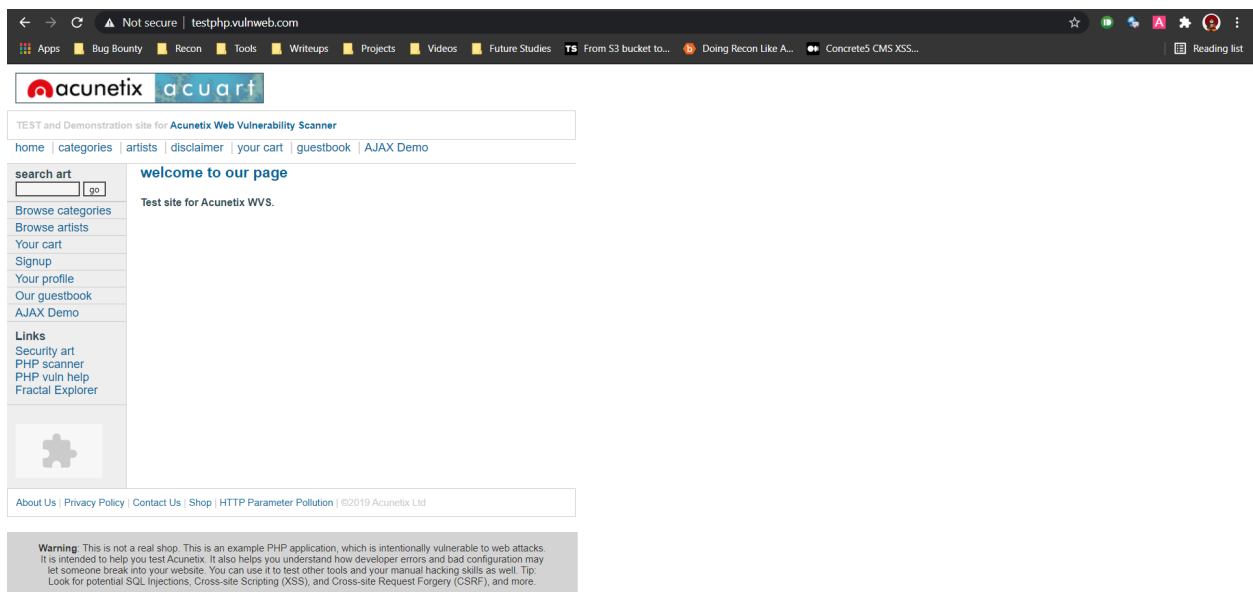 Not secure | testphp.vulnweb.com
Apps Bug Bounty Recon Tools Writeups Projects Videos Future Studies TS From S3 bucket to... b Doing Recon Like A... Concrete5 CMS XSS... Reading list
acunetix acuart
TEST and Demonstration site for Acunetix Web Vulnerability Scanner
home | categories | artists | disclaimer | your cart | guestbook | AJAX Demo
search art
go
Browse categories
Browse artists
Your cart
Signup
Your profile
Our guestbook
AJAX Demo
Links
Security art
PHP scanner
PHP vuln help
Fractal Explorer
welcome to our page
Test site for Acunetix WVS.
About Us | Privacy Policy | Contact Us | Shop | HTTP Parameter Pollution | ©2019 Acunetix Ltd
Warning: This is not a real shop. This is an example PHP application, which is intentionally vulnerable to web attacks.
It is intended to help you test Acunetix. It also helps you understand how developer errors and bad configuration may
let someone break into your website. You can use it to test other tools and your manual hacking skills as well. Tip:
Look for potential SQL Injections, Cross-site Scripting (XSS), and Cross-site Request Forgery (CSRF), and more.